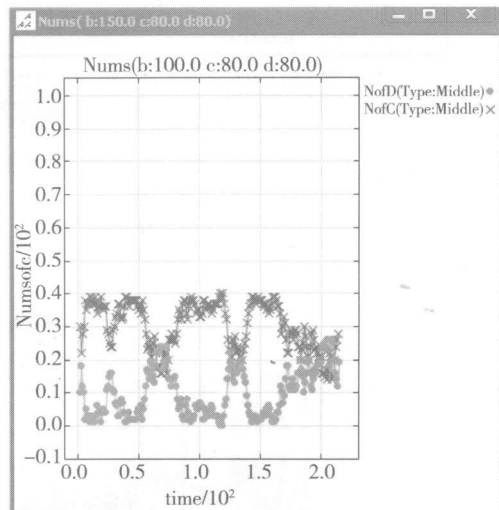 Nums( b:150.0 c:80.0 d:80.0)
Nums(b:100.0 c:80.0 d:80.0)
NofD(Type:Middle)
NofC(Type:Middle)
Numsofc/10²
1.0
0.9
0.8
0.7
0.6
0.5
0.4
0.3
0.2
0.1
0.0
−0.1
0.0 0.5 1.0 1.5 2.0
time/10²